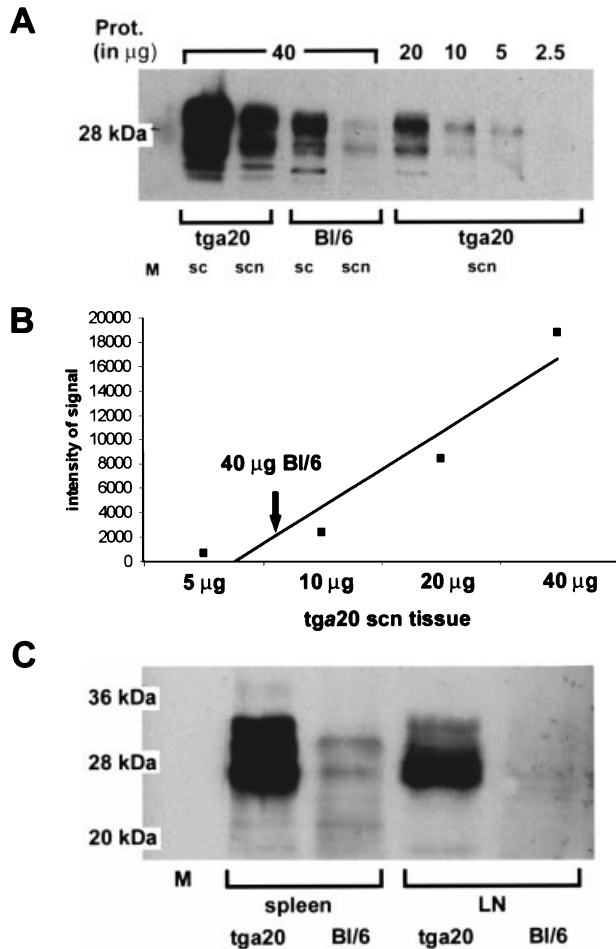 A
Prot.
(in µg)
40
20 10 5 2.5
28 kDa
tga20 Bl/6 tga20
M sc scn sc scn scn
B
20000
18000
16000
14000
12000
10000
8000
6000
4000
2000
0
intensity of signal
40 µg Bl/6
5 µg 10 µg 20 µg 40 µg
tga20 scn tissue
C
36 kDa
28 kDa
20 kDa
M
spleen LN
tga20 Bl/6 tga20 Bl/6